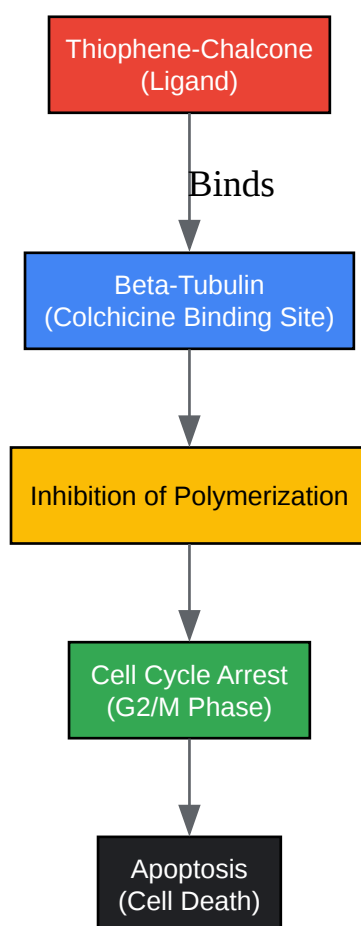 Thiophene-Chalcone
(Ligand)
Binds
Beta-Tubulin
(Colchicine Binding Site)
Inhibition of Polymerization
Cell Cycle Arrest
(G2/M Phase)
Apoptosis
(Cell Death)